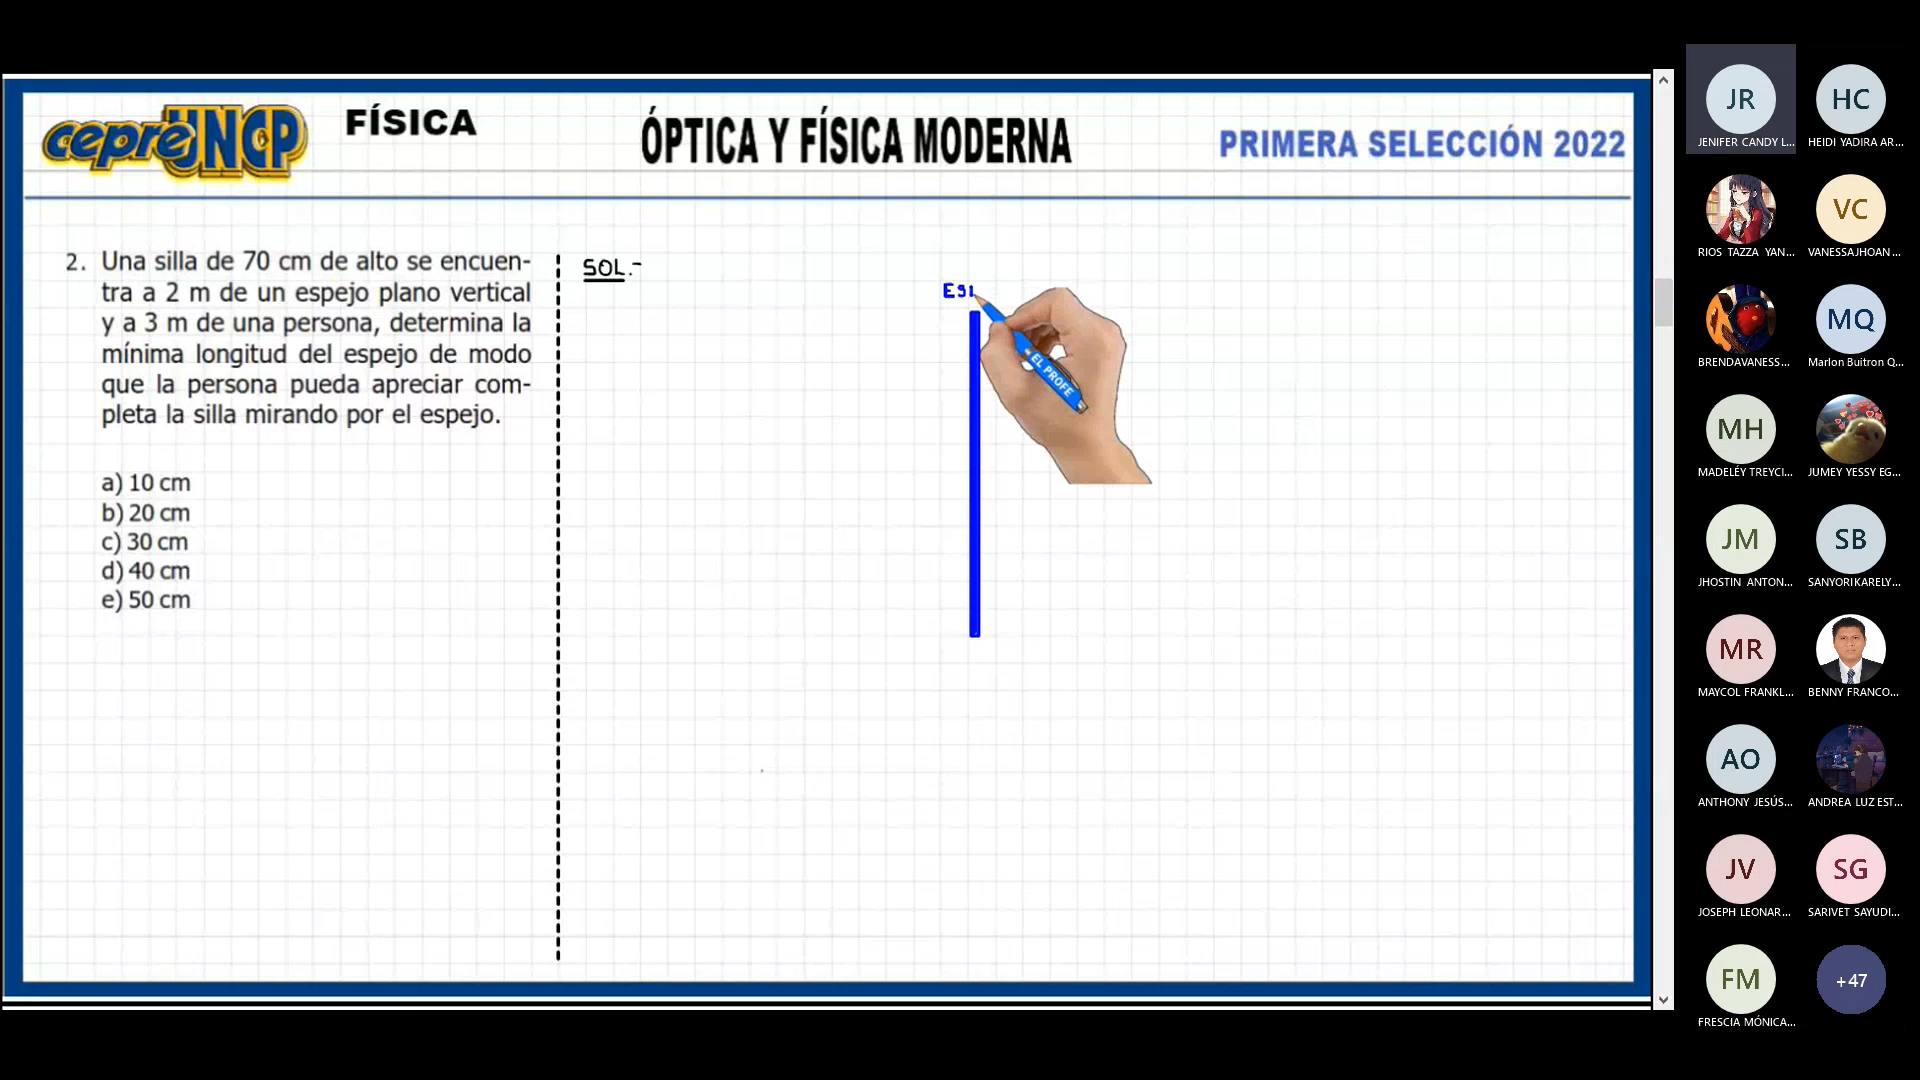 cepreUNCP
FÍSICA
ÓPTICA Y FÍSICA MODERNA
PRIMERA SELECCIÓN 2022
2. Una silla de 70 cm de alto se encuen-
tra a 2 m de un espejo plano vertical
y a 3 m de una persona, determina la
mínima longitud del espejo de modo
que la persona pueda apreciar com-
pleta la silla mirando por el espejo.
a) 10 cm
b) 20 cm
c) 30 cm
d) 40 cm
e) 50 cm
SOL.-
EL PROFE
JR
JENIFER CANDY L...
HC
HEIDI YADIRA AR...
RIOS TAZZA YAN...
VC
VANESSAJHOAN...
BRENDAVANESS...
MQ
Marlon Buitron Q...
MH
MADELÉY TREYCI...
JUMEY YESSY EG...
JM
JHOSTIN ANTON...
SB
SANYORIKARELY...
MR
MAYCOL FRANKL...
BENNY FRANCO...
AO
ANTHONY JESÚS...
ANDREA LUZ EST...
JV
JOSEPH LEONAR...
SG
SARIVET SAYUDI...
FM
FRESCIA MÓNICA...
+47